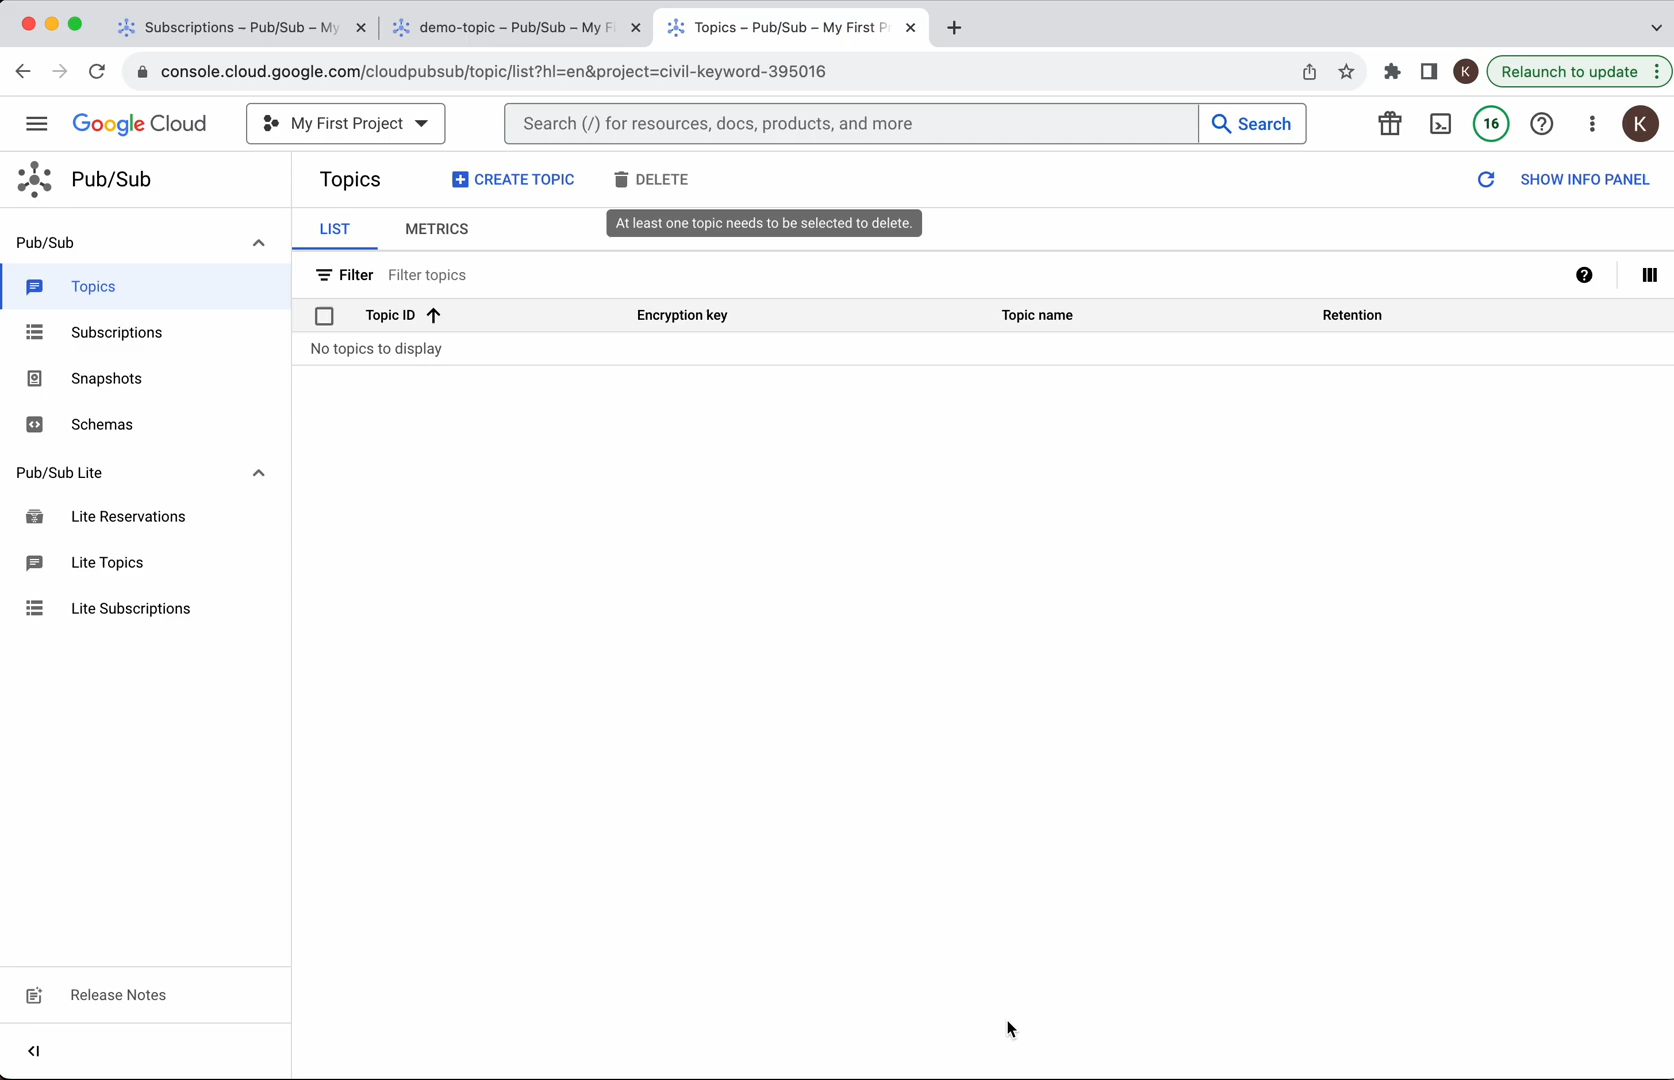 Subscriptions – Pub/Sub – My
demo-topic – Pub/Sub – My Fi
Topics – Pub/Sub – My First Pr
console.cloud.google.com/cloudpubsub/topic/list?hl=en&project=civil-keyword-395016
K
Relaunch to update
Google Cloud
My First Project
Search (/) for resources, docs, products, and more
Search
16
K
Pub/Sub
Topics
CREATE TOPIC
DELETE
SHOW INFO PANEL
At least one topic needs to be selected to delete.
LIST
METRICS
Pub/Sub
Topics
Subscriptions
Snapshots
Schemas
Pub/Sub Lite
Lite Reservations
Lite Topics
Lite Subscriptions
Filter
Filter topics
Topic ID
Encryption key
Topic name
Retention
No topics to display
Release Notes